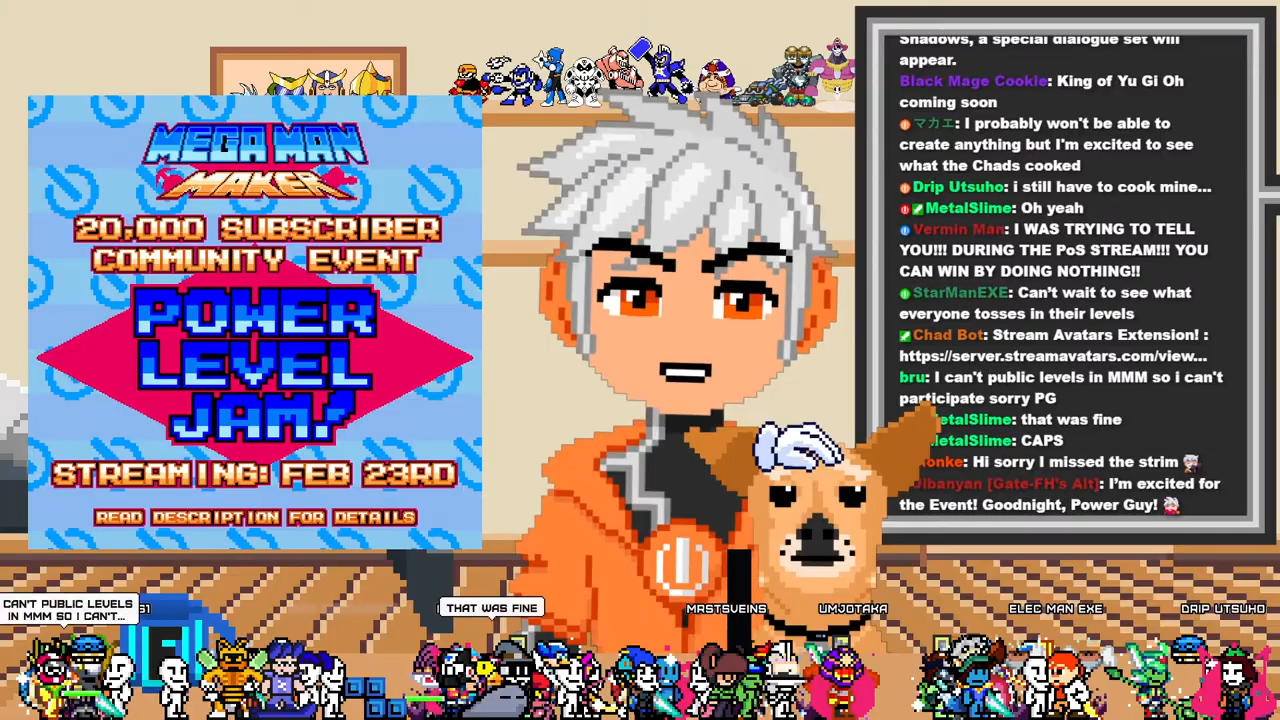 MEGA MAN
MAKER
20,000 SUBSCRIBER
COMMUNITY EVENT
POWER
LEVEL
JAM!
STREAMING: FEB 23RD
READ DESCRIPTION FOR DETAILS
Shadows, a special dialogue set will
appear.
Black Mage Cookie: King of Yu Gi Oh
coming soon
マカエ: I probably won't be able to
create anything but I'm excited to see
what the Chads cooked
Drip Utsuho: i still have to cook mine...
MetalSlime: Oh yeah
Vermin Man: I WAS TRYING TO TELL
YOU!!! DURING THE PoS STREAM!!! YOU
CAN WIN BY DOING NOTHING!!
StarManEXE: Can't wait to see what
everyone tosses in their levels
Chad Bot: Stream Avatars Extension! :
https://server.streamavatars.com/view...
bru: I can't public levels in MMM so i can't
participate sorry PG
etalSlime: that was fine
etalSlime: CAPS
onke: Hi sorry I missed the strim
Jibanyan [Gate-FH's Alt]: I'm excited for
the Event! Goodnight, Power Guy!
CAN'T PUBLIC LEVELS
IN MMM SO I CAN'T...
S1
THAT WAS FINE
MRSTSVEINS
UMJOTAKA
ELEC MAN EXE
DRIP UTSUHO